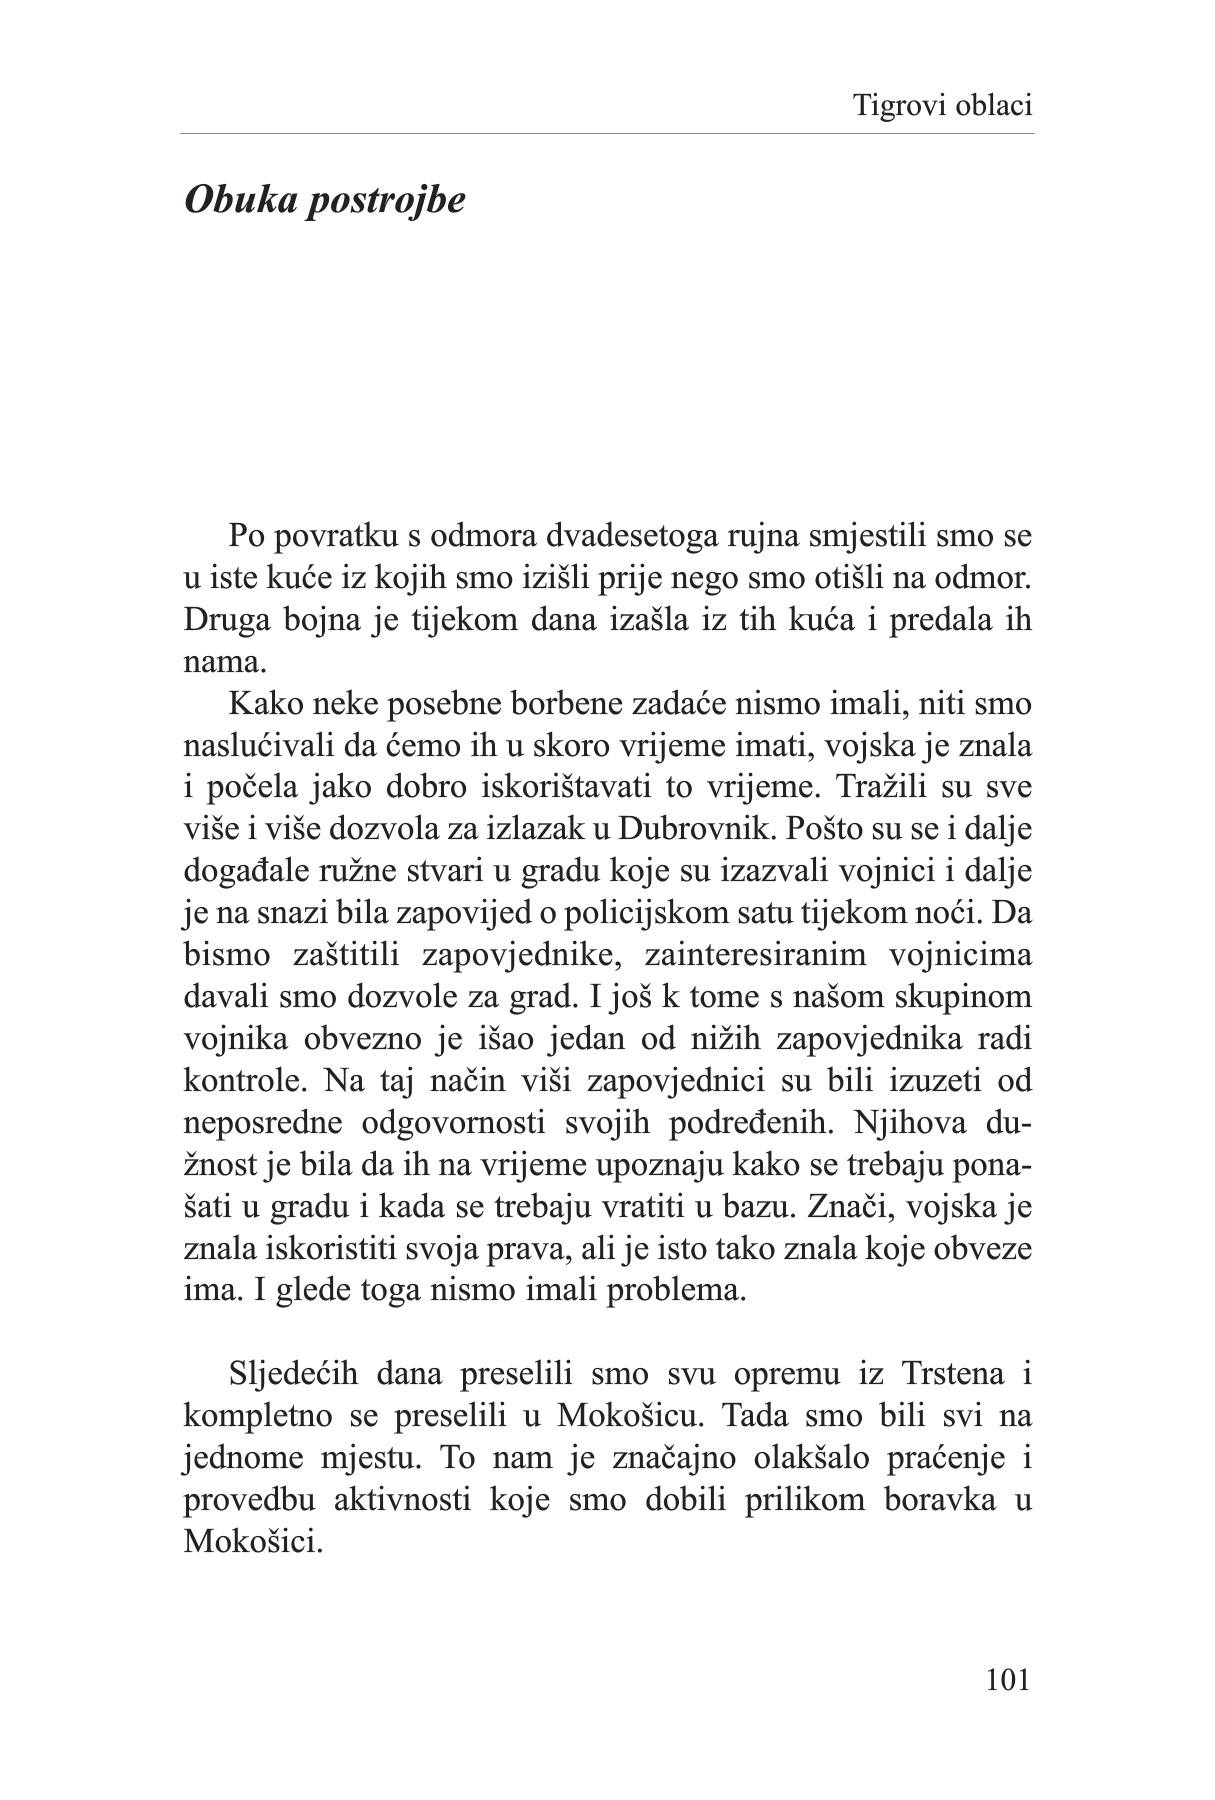 Tigrovi oblaci
Obuka postrojbe
Po povratku s odmora dvadesetoga rujna smjestili smo se
u iste kuće iz kojih smo izišli prije nego smo otišli na odmor.
Druga bojna je tijekom dana izašla iz tih kuća i predala ih
nama.
Kako neke posebne borbene zadaće nismo imali, niti smo
naslućivali da ćemo ih u skoro vrijeme imati, vojska je znala
i počela jako dobro iskorištavati to vrijeme. Tražili su sve
više i više dozvola za izlazak u Dubrovnik. Pošto su se i dalje
događale ružne stvari u gradu koje su izazvali vojnici i dalje
je na snazi bila zapovijed o policijskom satu tijekom noći. Da
bismo zaštitili zapovjednike, zainteresiranim vojnicima
davali smo dozvole za grad. I još k tome s našom skupinom
vojnika obvezno je išao jedan od nižih zapovjednika radi
kontrole. Na taj način viši zapovjednici su bili izuzeti od
neposredne odgovornosti svojih podređenih. Njihova du-
žnost je bila da ih na vrijeme upoznaju kako se trebaju pona-
šati u gradu i kada se trebaju vratiti u bazu. Znači, vojska je
znala iskoristiti svoja prava, ali je isto tako znala koje obveze
ima. I glede toga nismo imali problema.
Sljedećih dana preselili smo svu opremu iz Trstena i
kompletno se preselili u Mokošicu. Tada smo bili svi na
jednome mjestu. To nam je značajno olakšalo praćenje i
provedbu aktivnosti koje smo dobili prilikom boravka u
Mokošici.
101